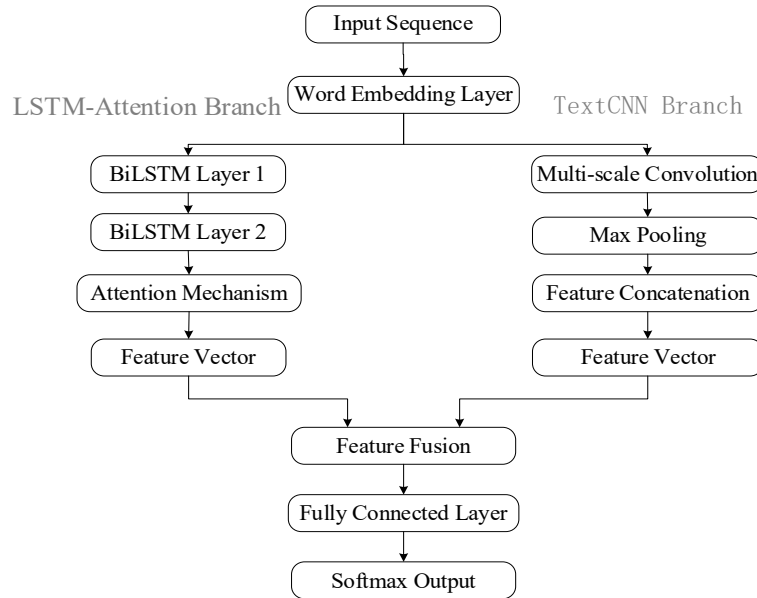 Input Sequence
Word Embedding Layer
LSTM-Attention Branch
TextCNN Branch
BiLSTM Layer 1
Multi-scale Convolution
BiLSTM Layer 2
Max Pooling
Attention Mechanism
Feature Concatenation
Feature Vector
Feature Vector
Feature Fusion
Fully Connected Layer
Softmax Output